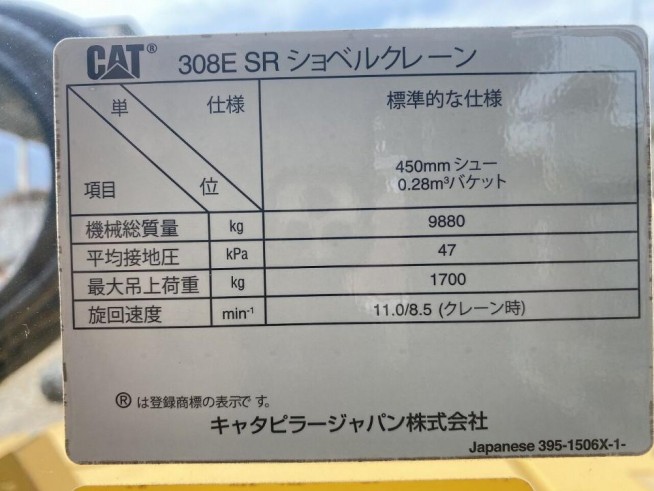 CAT® 308E SR ショベルクレーン
単 仕様 標準的な仕様
項目 位 450mm シュー
0.28m³バケット
機械総質量 kg 9880
平均接地圧 kPa 47
最大吊上荷重 kg 1700
旋回速度 min⁻¹ 11.0/8.5 (クレーン時)
® は登録商標の表示です。
キャタピラージャパン株式会社
Japanese 395-1506X-1-